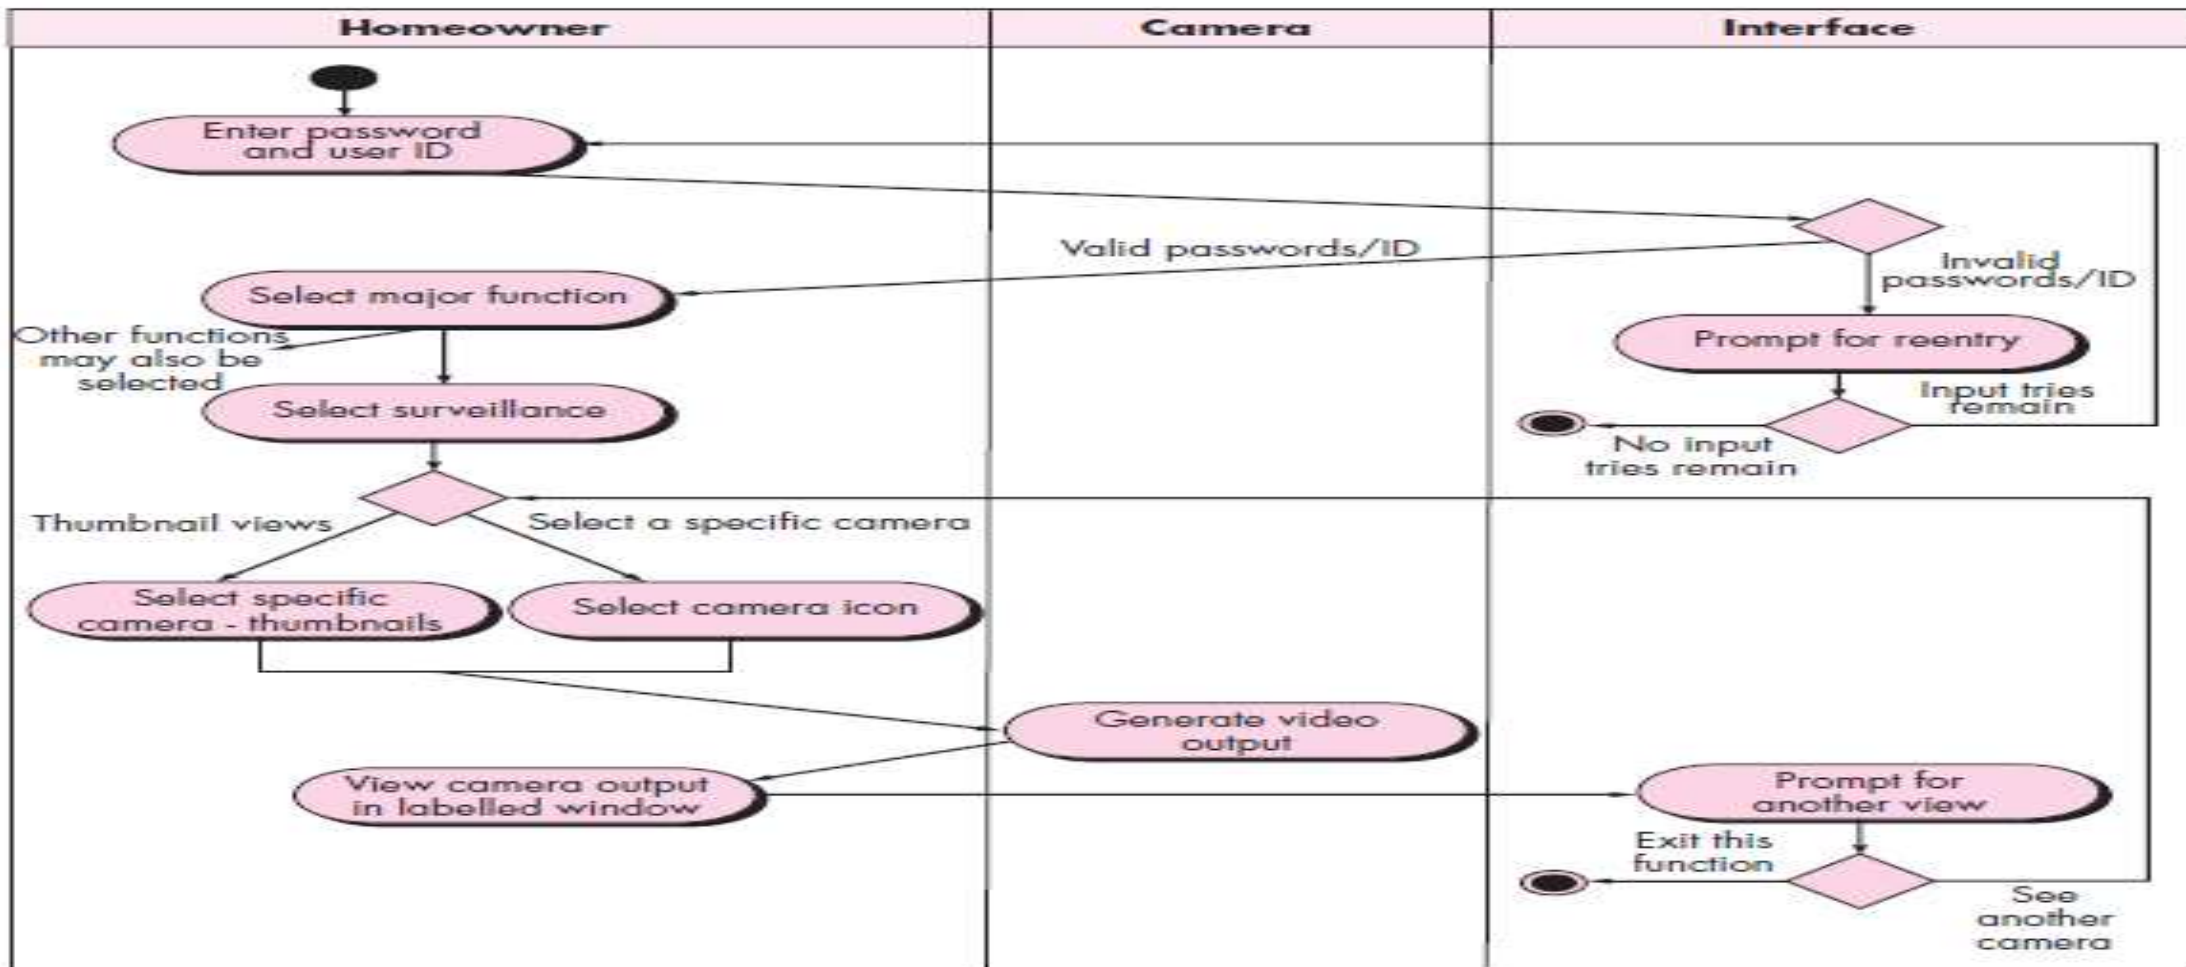 Homeowner
Camera
Interface
Enter password
and user ID
Valid passwords/ID
Invalid
passwords/ID
Select major function
Other functions
may also be
selected
Prompt for reentry
Input tries
remain
Select surveillance
No input
tries remain
Thumbnail views
Select a specific camera
Select specific
camera - thumbnails
Select camera icon
Generate video
output
View camera output
in labelled window
Prompt for
another view
Exit this
function
See
another
camera